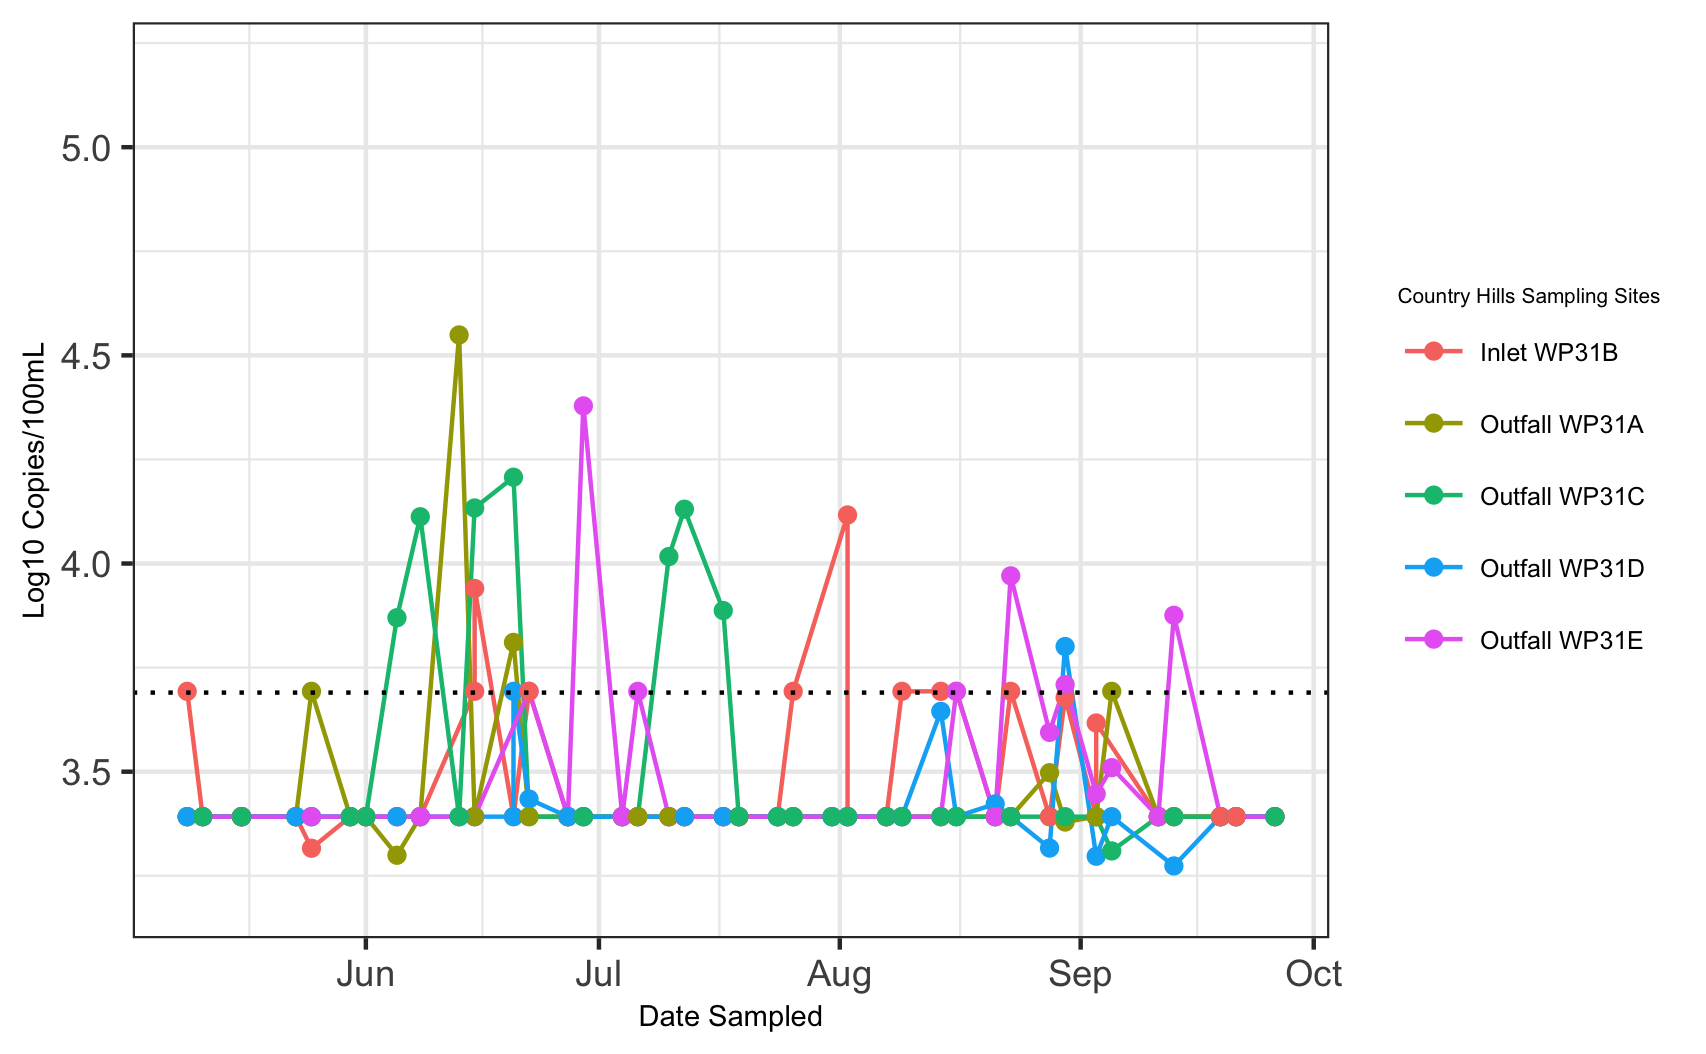 5.0
4.5
4.0
3.5
Log10 Copies/100mL
Jun Jul Aug Sep Oct
Date Sampled
Country Hills Sampling Sites
Inlet WP31B
Outfall WP31A
Outfall WP31C
Outfall WP31D
Outfall WP31E